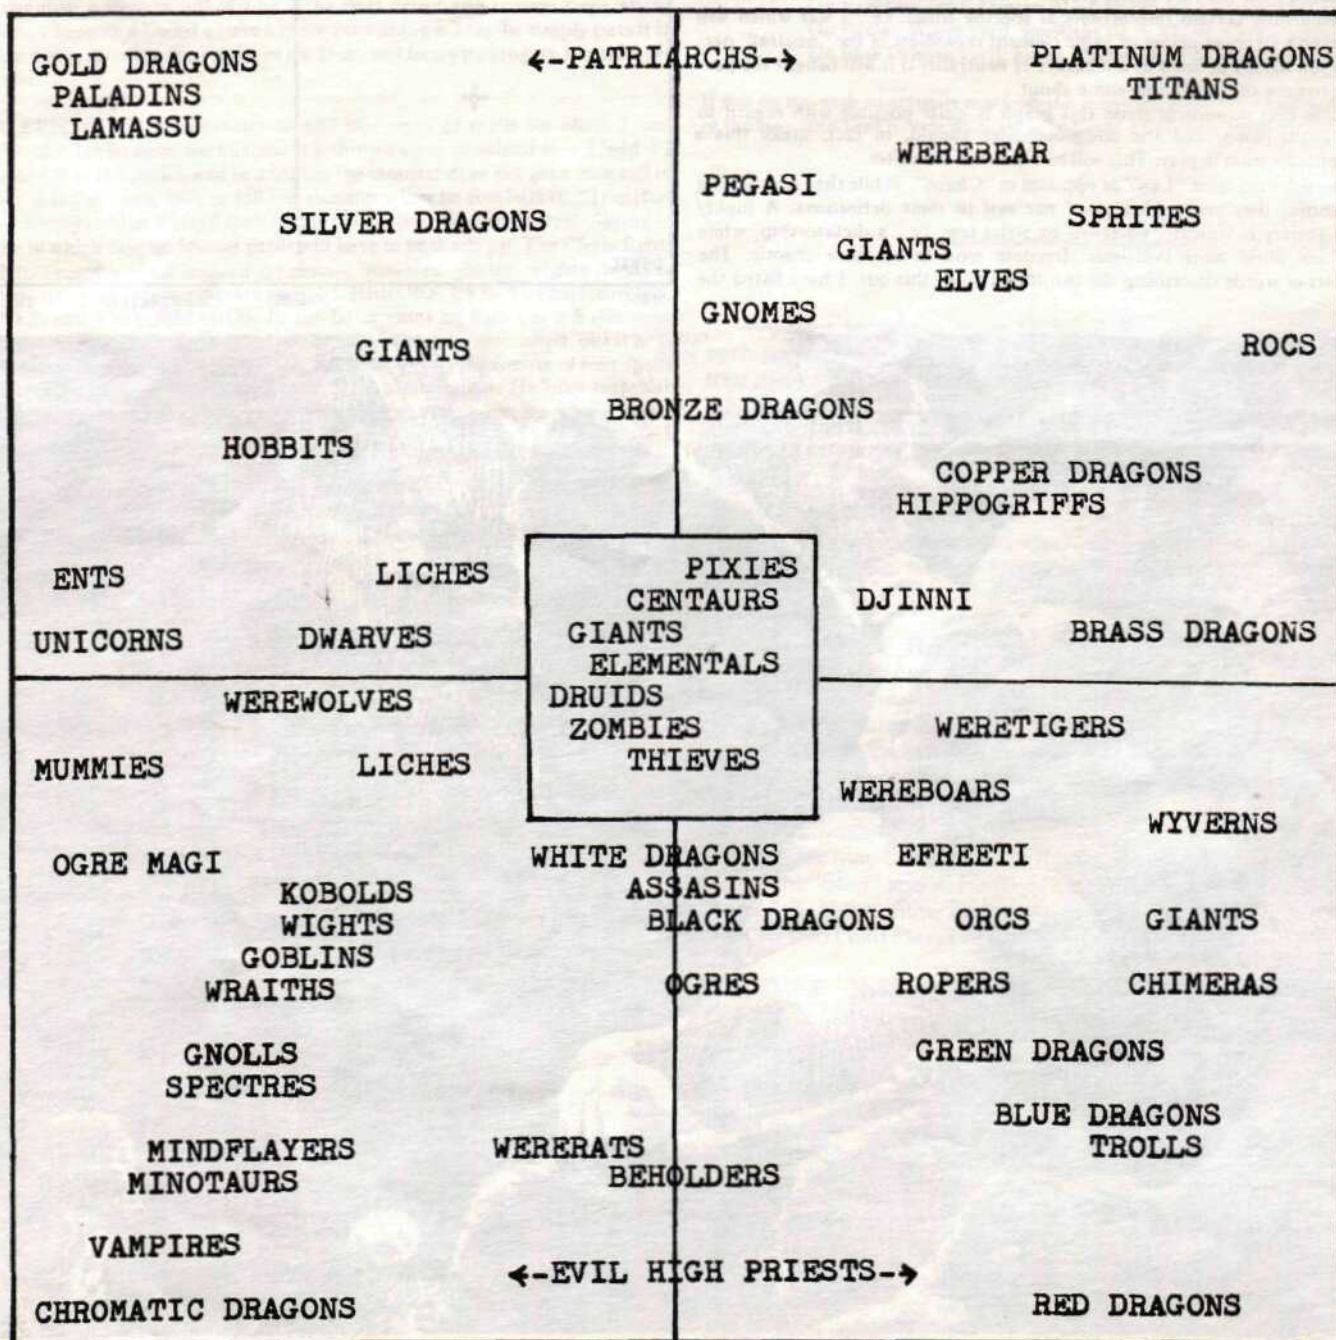 GOLD DRAGONS
PALADINS
LAMASSU
←-PATRIARCHS-→
PLATINUM DRAGONS
TITANS
WEREBEAR
PEGASI
SPRITES
SILVER DRAGONS
GIANTS
ELVES
GNOMES
GIANTS
ROCS
BRONZE DRAGONS
HOBBITS
COPPER DRAGONS
HIPPOGRIFFS
ENTS
LICHES
PIXIES
CENTAURS
DJINNI
UNICORNS
DWARVES
GIANTS
BRASS DRAGONS
ELEMENTALS
WEREWOLVES
DRUIDS
ZOMBIES
WERETIGERS
MUMMIES
LICHES
THIEVES
WEREBOARS
WYVERNS
OGRE MAGI
WHITE DRAGONS
EFREETI
KOBOLDS
ASSASINS
WIGHTS
BLACK DRAGONS
ORCS
GIANTS
GOBLINS
WRAITHS
OGRES
ROPERS
CHIMERAS
GNOLLS
GREEN DRAGONS
SPECTRES
BLUE DRAGONS
MINDFLAYERS
WERERATS
TROLLS
MINOTAURS
BEHOLDERS
VAMPIRES
←-EVIL HIGH PRIESTS-→
CHROMATIC DRAGONS
RED DRAGONS